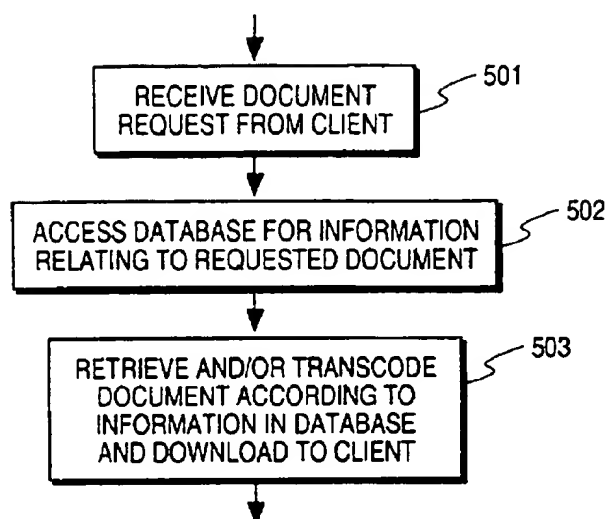 501
RECEIVE DOCUMENT
REQUEST FROM CLIENT
502
ACCESS DATABASE FOR INFORMATION
RELATING TO REQUESTED DOCUMENT
503
RETRIEVE AND/OR TRANSCODE
DOCUMENT ACCORDING TO
INFORMATION IN DATABASE
AND DOWNLOAD TO CLIENT